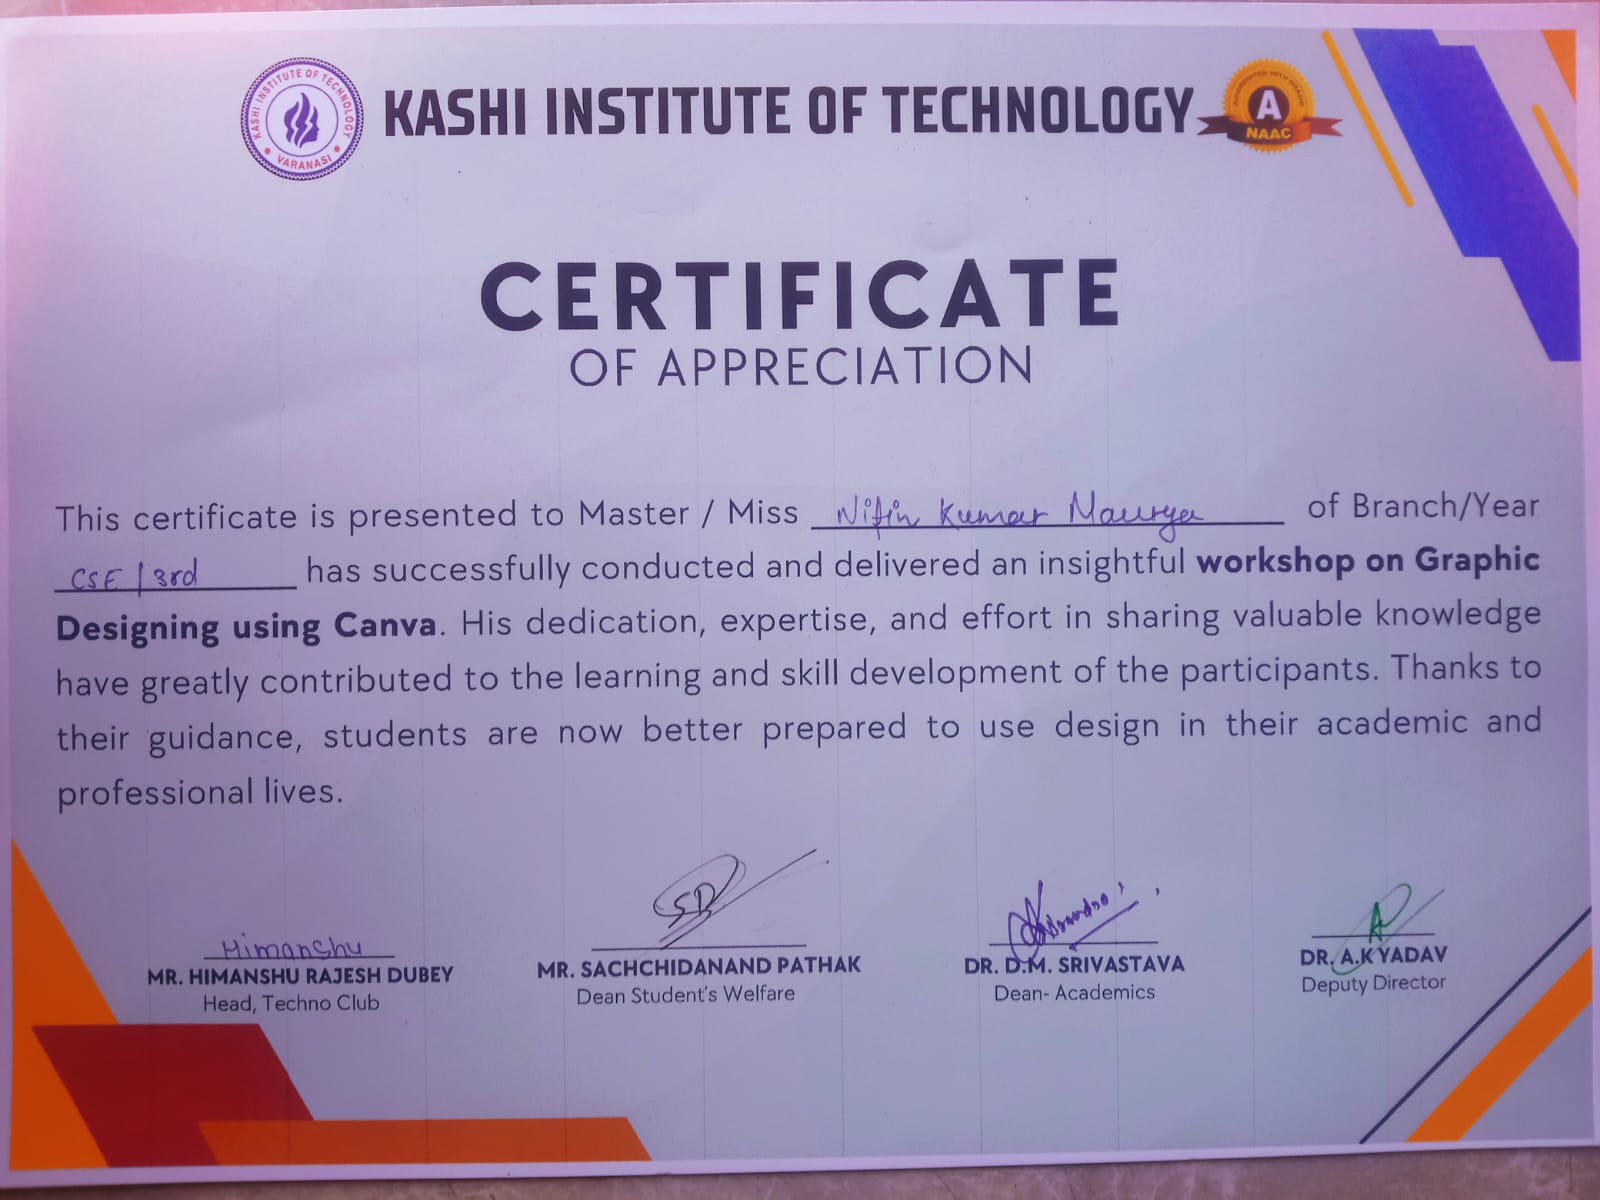 KASHI INSTITUTE OF TECHNOLOGY
VARANASI
KASHI INSTITUTE OF TECHNOLOGY
ACCREDITED WITH GRADE
A
NAAC
CERTIFICATE
OF APPRECIATION
This certificate is presented to Master / Miss Nitin Kumar Maurya of Branch/Year
CSE / 3rd has successfully conducted and delivered an insightful workshop on Graphic
Designing using Canva. His dedication, expertise, and effort in sharing valuable knowledge
have greatly contributed to the learning and skill development of the participants. Thanks to
their guidance, students are now better prepared to use design in their academic and
professional lives.
Himanshu
MR. HIMANSHU RAJESH DUBEY
Head, Techno Club
MR. SACHCHIDANAND PATHAK
Dean Student's Welfare
DR. D.M. SRIVASTAVA
Dean- Academics
DR. A.K YADAV
Deputy Director